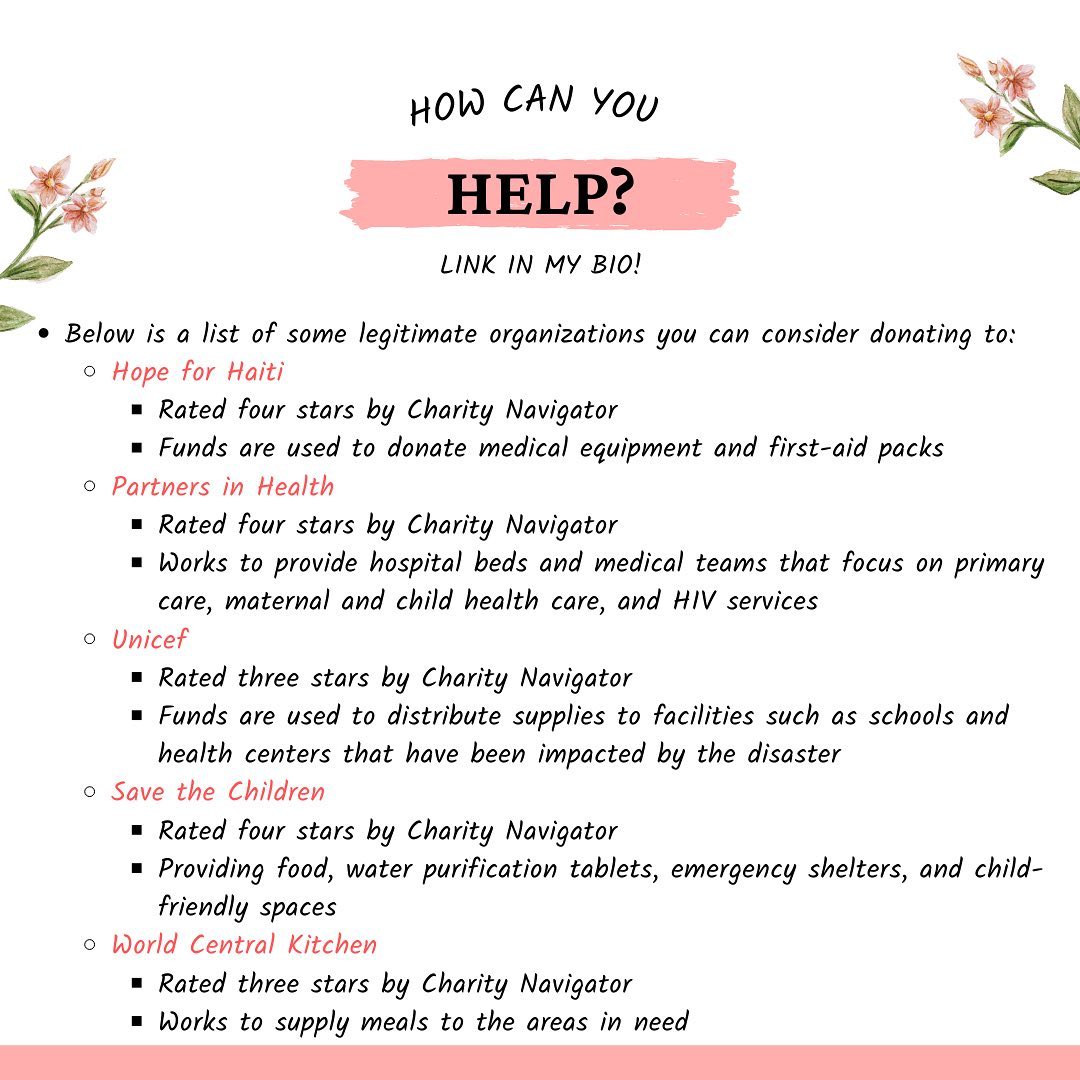 HOW CAN YOU
HELP?
LINK IN MY BIO!
• Below is a list of some legitimate organizations you can consider donating to:
○ Hope for Haiti
■ Rated four stars by Charity Navigator
■ Funds are used to donate medical equipment and first-aid packs
○ Partners in Health
■ Rated four stars by Charity Navigator
■ Works to provide hospital beds and medical teams that focus on primary
care, maternal and child health care, and HIV services
○ Unicef
■ Rated three stars by Charity Navigator
■ Funds are used to distribute supplies to facilities such as schools and
health centers that have been impacted by the disaster
○ Save the Children
■ Rated four stars by Charity Navigator
■ Providing food, water purification tablets, emergency shelters, and child-
friendly spaces
○ World Central Kitchen
■ Rated three stars by Charity Navigator
■ Works to supply meals to the areas in need